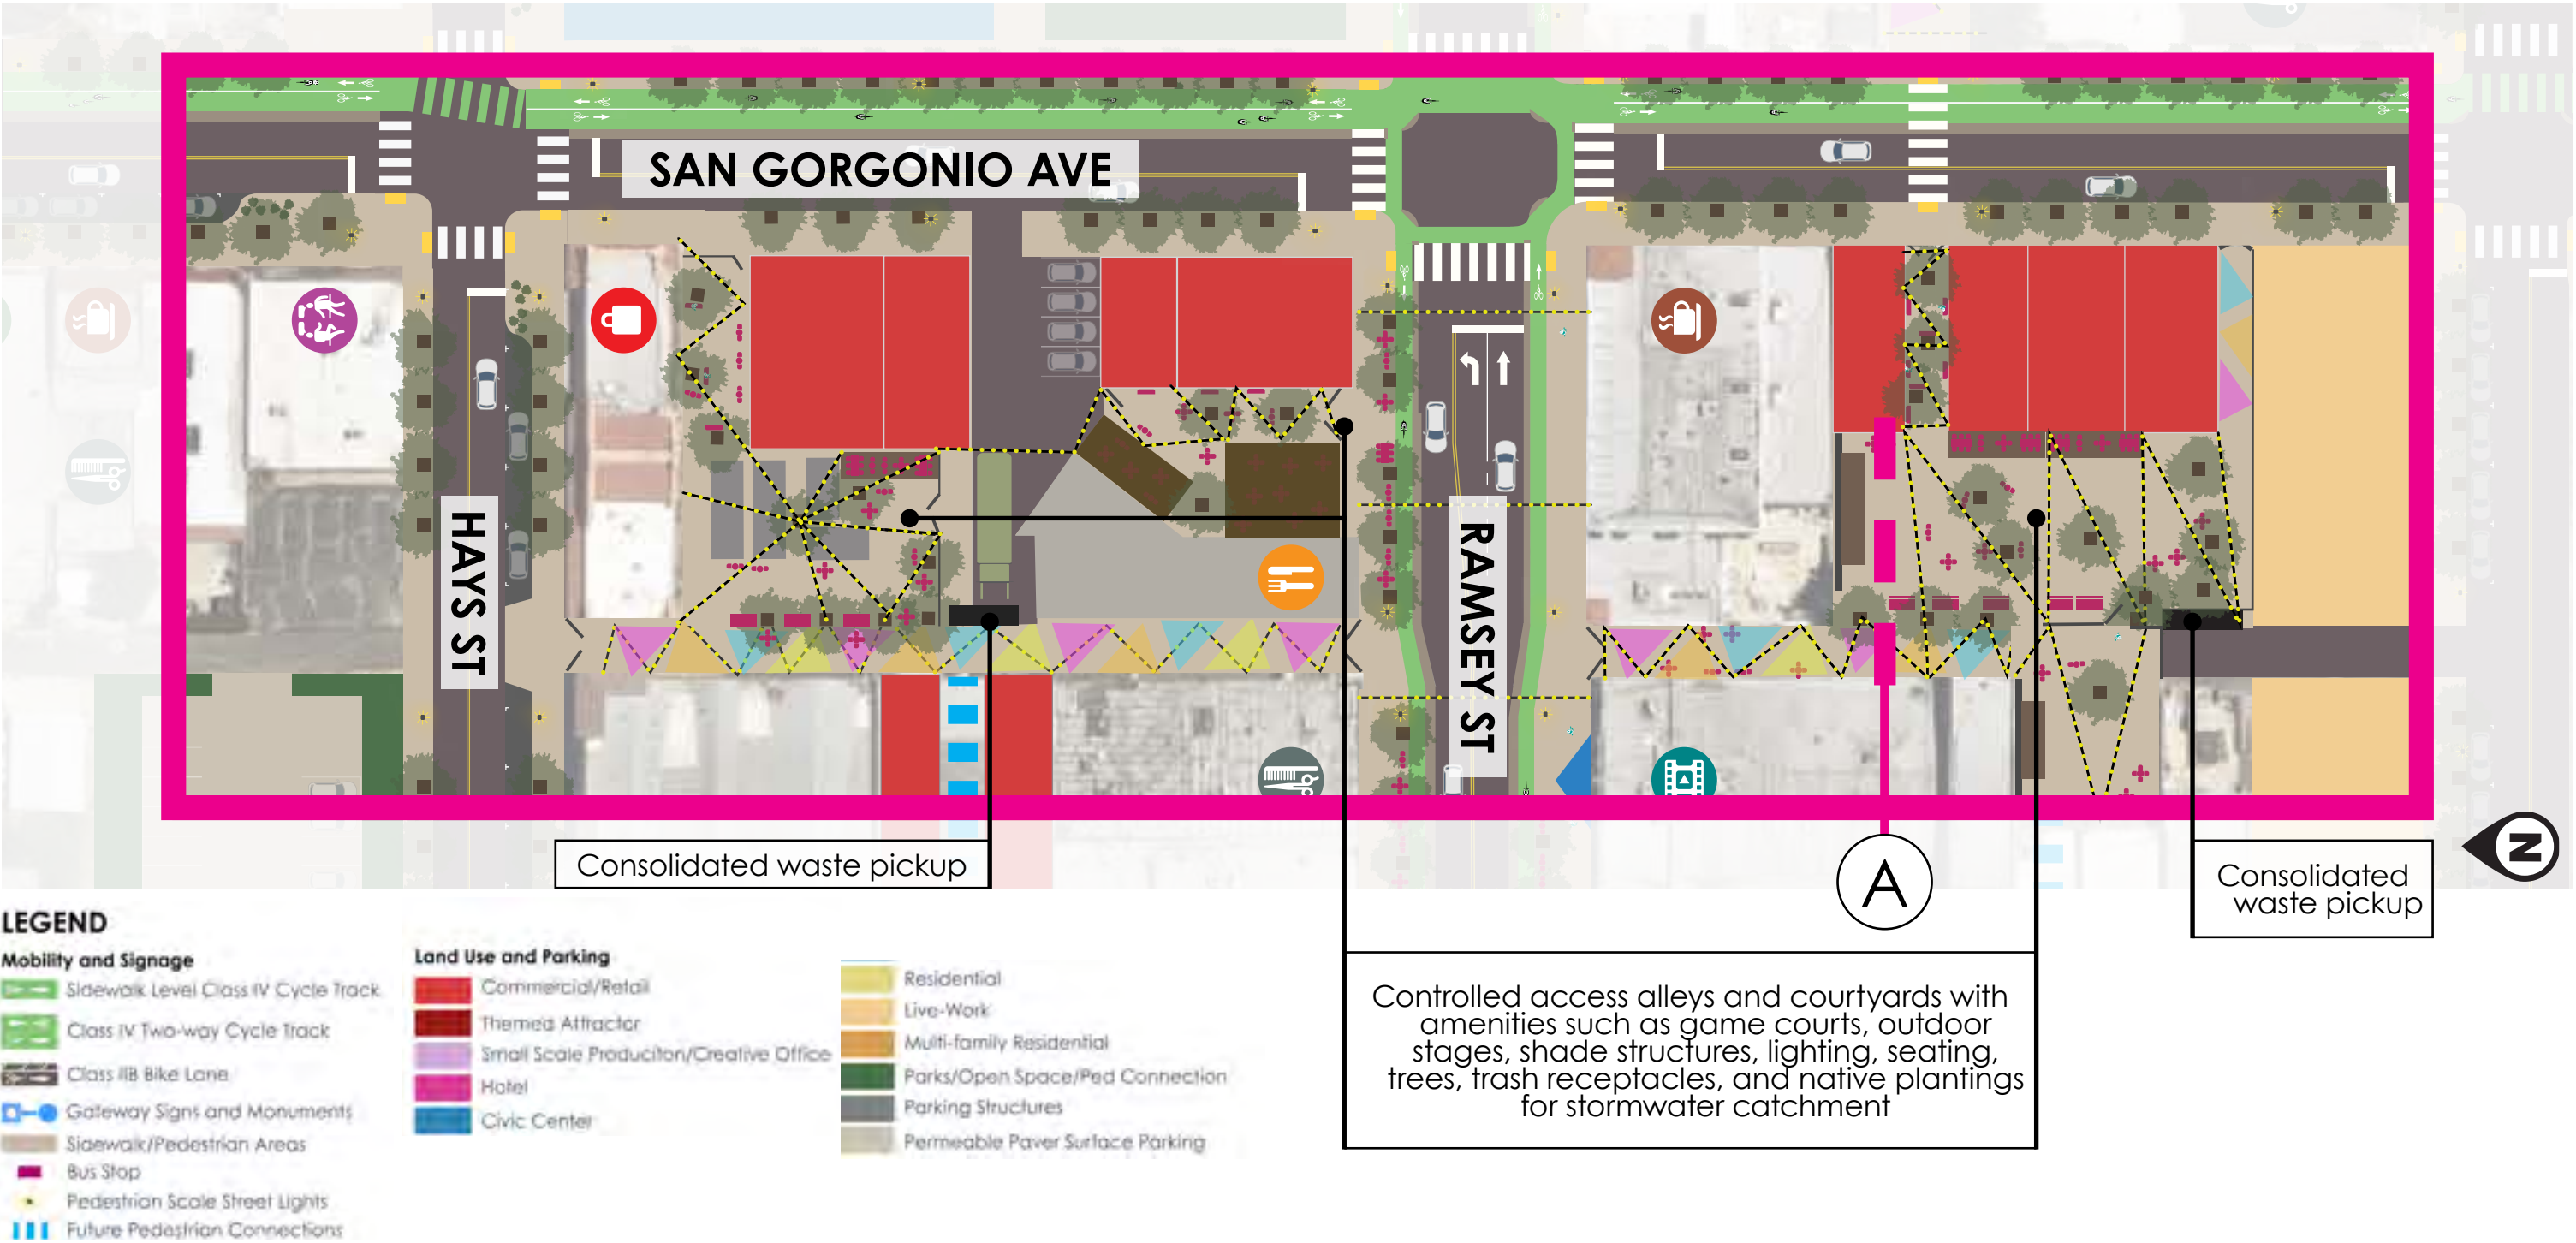 SAN GORGONIO AVE
HAYS ST
RAMSEY ST
Consolidated waste pickup
A
N
Consolidated
waste pickup
Controlled access alleys and courtyards with
amenities such as game courts, outdoor
stages, shade structures, lighting, seating,
trees, trash receptacles, and native plantings
for stormwater catchment
LEGEND
Mobility and Signage
Sidewalk Level Class IV Cycle Track
Class IV Two-way Cycle Track
Class IIB Bike Lane
Gateway Signs and Monuments
Sidewalk/Pedestrian Areas
Bus Stop
Pedestrian Scale Street Lights
Future Pedestrian Connections
Land Use and Parking
Commercial/Retail
Themed Attractor
Small Scale Produciton/Creative Office
Hotel
Civic Center
Residential
Live-Work
Multi-family Residential
Parks/Open Space/Ped Connection
Parking Structures
Permeable Paver Surface Parking